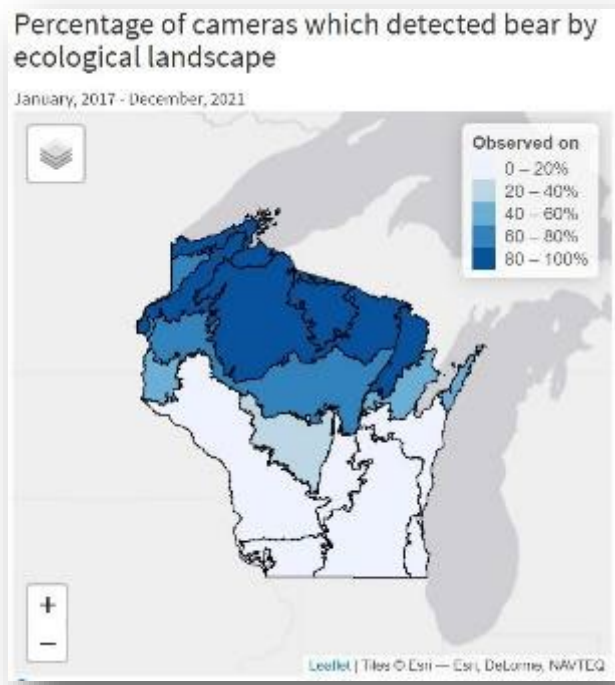 Percentage of cameras which detected bear by
ecological landscape
January, 2017 - December, 2021
Observed on
0 – 20%
20 – 40%
40 – 60%
60 – 80%
80 – 100%
+
−
Leaflet | Tiles © Esri — Esri, DeLorme, NAVTEQ